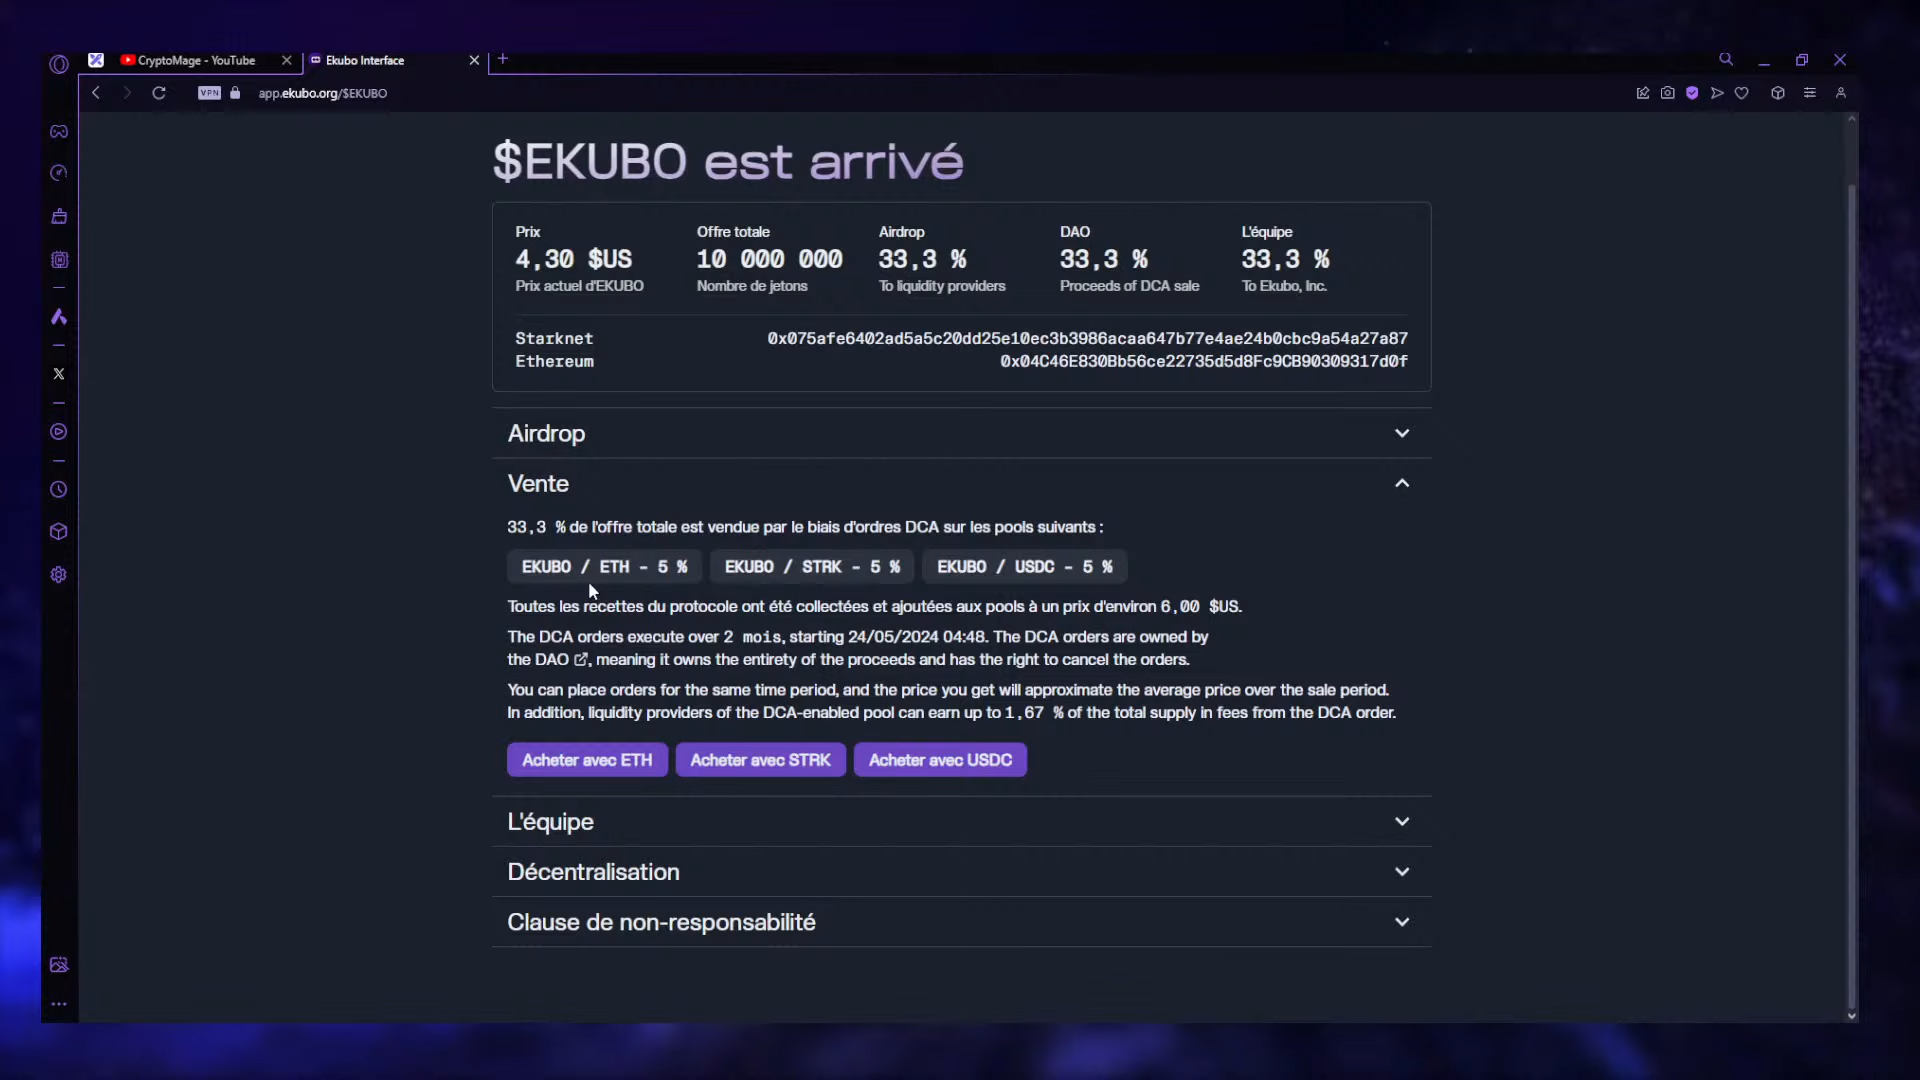 CryptoMage - YouTube
Ekubo Interface
VPN
app.ekubo.org/$EKUBO
$EKUBO est arrivé
Prix
4,30 $US
Prix actuel d'EKUBO
Offre totale
10 000 000
Nombre de jetons
Airdrop
33,3 %
To liquidity providers
DAO
33,3 %
Proceeds of DCA sale
L'équipe
33,3 %
To Ekubo, Inc.
Starknet 0x075afe6402ad5a5c20dd25e10ec3b3986acaa647b77e4ae24b0cbc9a54a27a87
Ethereum 0x04C46E830Bb56ce22735d5d8Fc9CB90309317d0f
Airdrop
Vente
33,3 % de l'offre totale est vendue par le biais d'ordres DCA sur les pools suivants :
EKUBO / ETH - 5 % EKUBO / STRK - 5 % EKUBO / USDC - 5 %
Toutes les recettes du protocole ont été collectées et ajoutées aux pools à un prix d'environ 6,00 $US.
The DCA orders execute over 2 mois, starting 24/05/2024 04:48. The DCA orders are owned by
the DAO, meaning it owns the entirety of the proceeds and has the right to cancel the orders.
You can place orders for the same time period, and the price you get will approximate the average price over the sale period.
In addition, liquidity providers of the DCA-enabled pool can earn up to 1,67 % of the total supply in fees from the DCA order.
Acheter avec ETH Acheter avec STRK Acheter avec USDC
L'équipe
Décentralisation
Clause de non-responsabilité